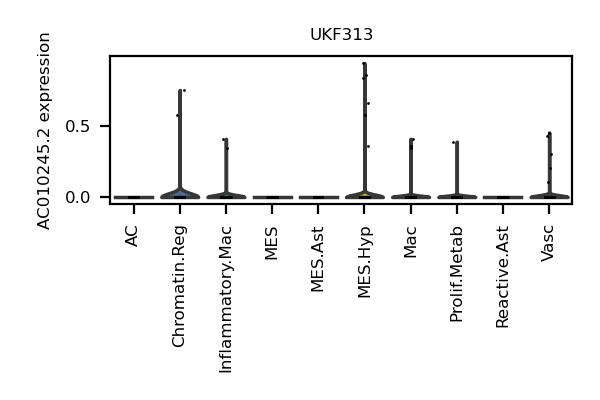 UKF313
AC010245.2 expression
0.5
0.0
AC
Chromatin.Reg
Inflammatory.Mac
MES
MES.Ast
MES.Hyp
Mac
Prolif.Metab
Reactive.Ast
Vasc